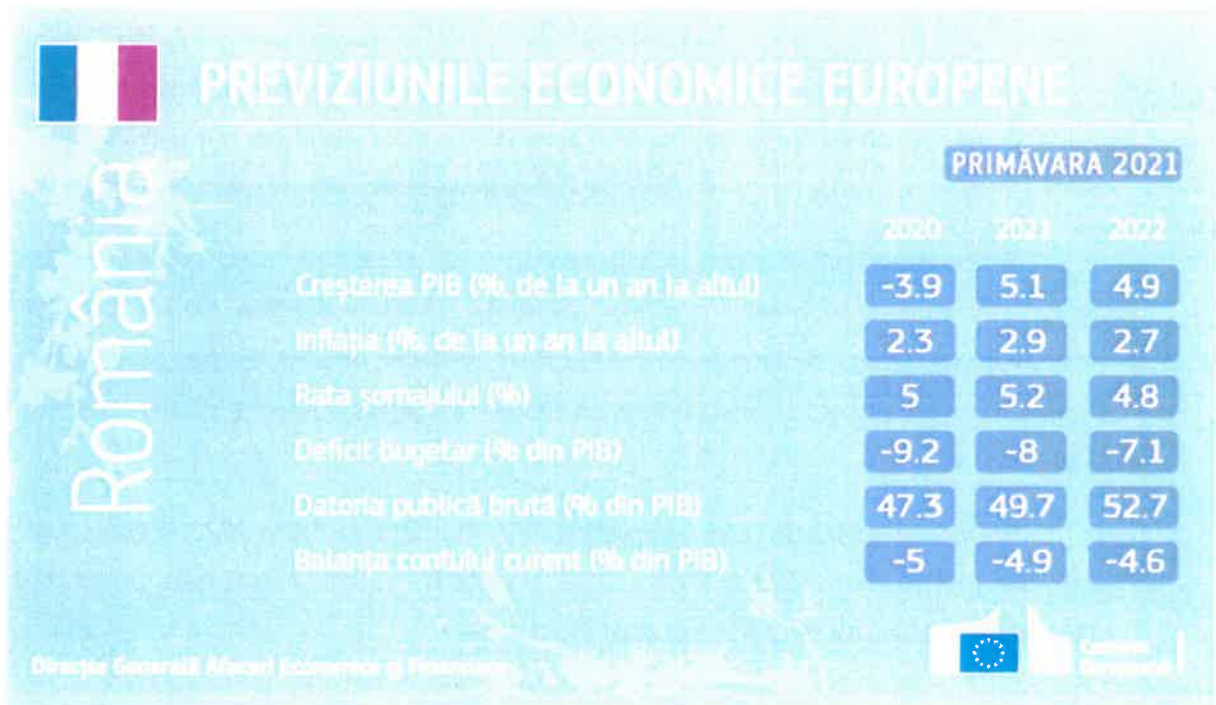 PREVIZIUNILE ECONOMICE EUROPENE
România
PRIMĂVARA 2021
2020 2021 2022
Creșterea PIB (%, de la un an la altul) -3.9 5.1 4.9
Inflația (%, de la un an la altul) 2.3 2.9 2.7
Rata șomajului (%) 5 5.2 4.8
Deficit bugetar (% din PIB) -9.2 -8 -7.1
Datoria publică brută (% din PIB) 47.3 49.7 52.7
Balanța contului curent (% din PIB) -5 -4.9 -4.6
Direcția Generală Afaceri Economice și Financiare